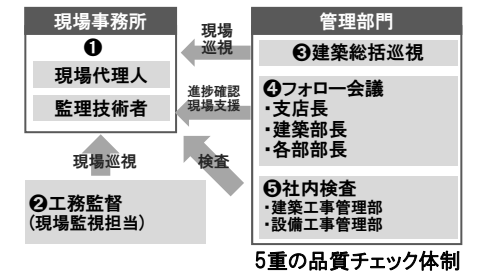 現場事務所
❶
現場代理人
監理技術者
現場
巡視
進捗確認
現場支援
現場巡視
検査
❷工務監督
(現場監視担当)
管理部門
❸建築総括巡視
❹フォロー会議
・支店長
・建築部長
・各部部長
❺社内検査
・建築工事管理部
・設備工事管理部
5重の品質チェック体制